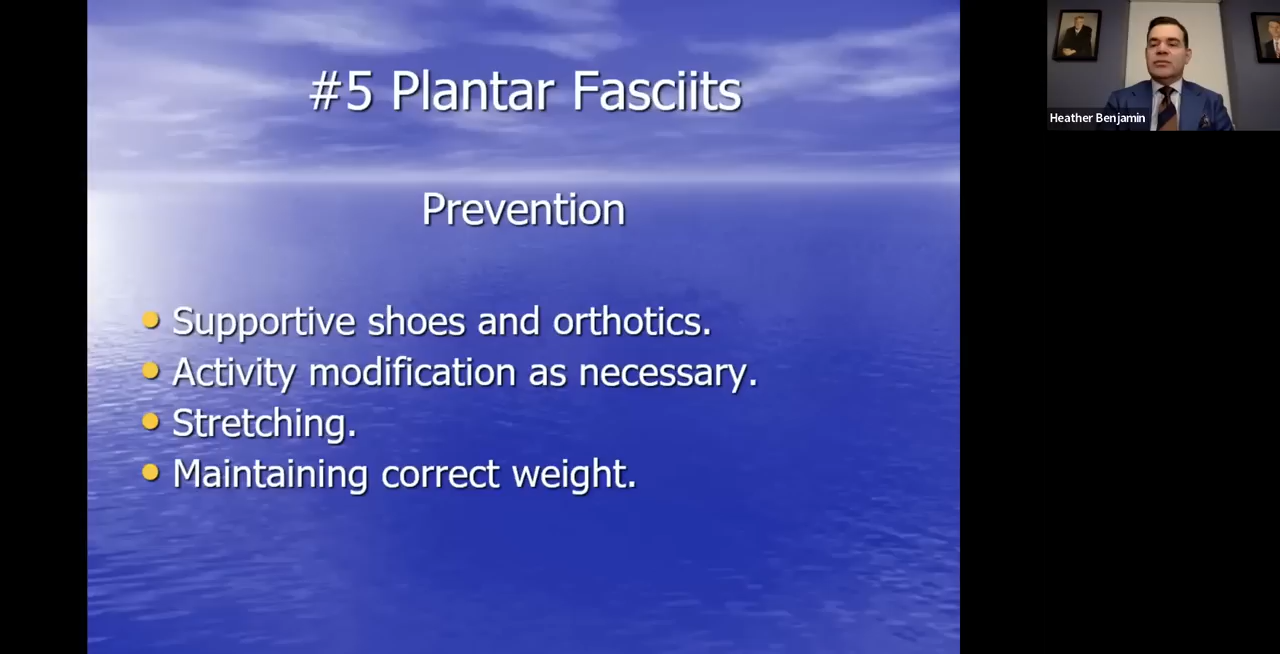 #5 Plantar Fasciits
Prevention
Supportive shoes and orthotics.
Activity modification as necessary.
Stretching.
Maintaining correct weight.
Heather Benjamin